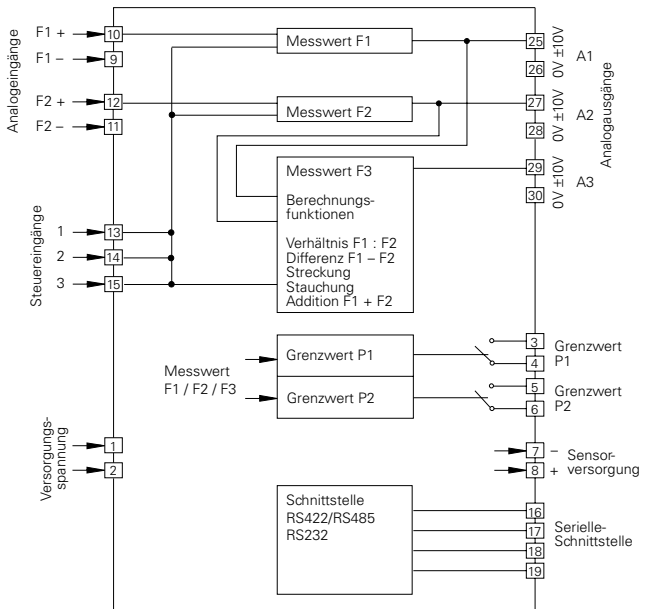 Analogeingänge
F1 +
10
F1 –
9
F2 +
12
F2 –
11
Messwert F1
Messwert F2
Messwert F3
Berechnungs-
funktionen
Verhältnis F1 : F2
Differenz F1 – F2
Streckung
Stauchung
Addition F1 + F2
25
26
0V ±10V
A1
27
28
0V ±10V
A2
29
30
0V ±10V
A3
Analogausgänge
Steuereingänge
1
13
2
14
3
15
Messwert
F1 / F2 / F3
Grenzwert P1
Grenzwert P2
3
4
Grenzwert
P1
5
6
Grenzwert
P2
Versorgungs-
spannung
1
2
7
–
8
+
Sensor-
versorgung
Schnittstelle
RS422/RS485
RS232
16
17
18
19
Serielle-
Schnittstelle